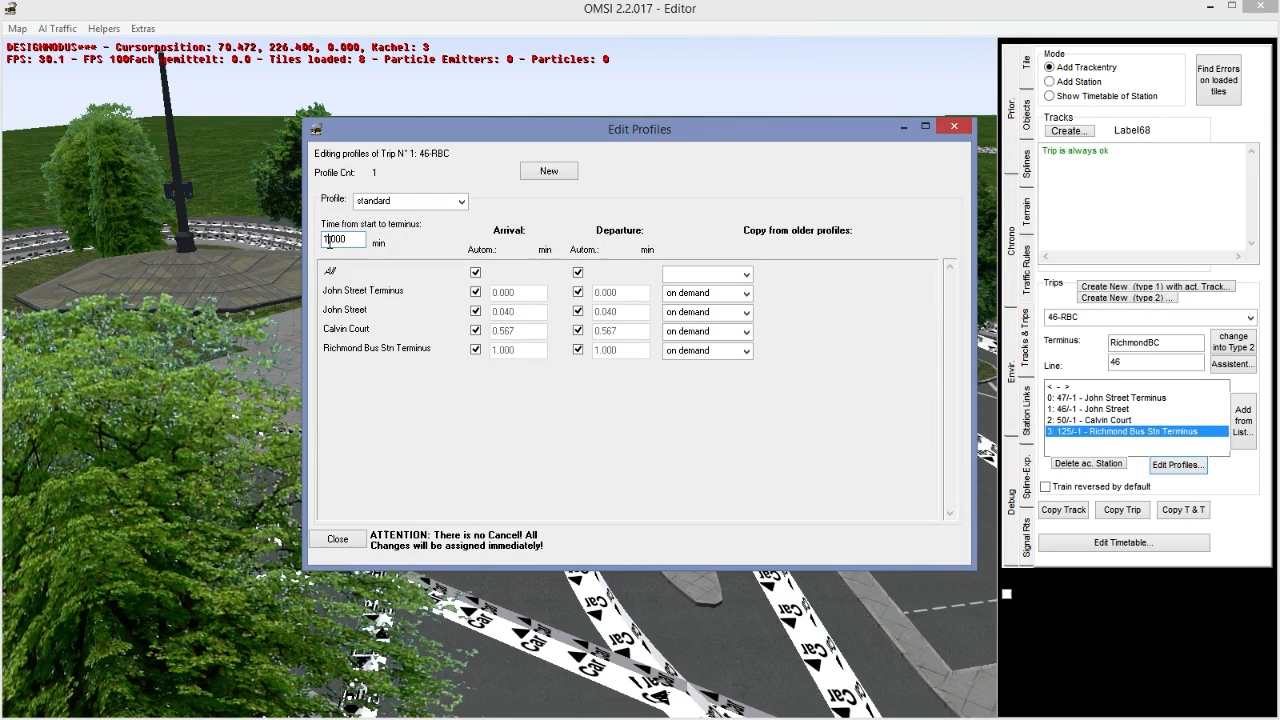 OMSI 2.2.017 - Editor
Map AI Traffic Helpers Extras
DESIGNMODUS*** - Cursorposition: 70.472, 226.406, 0.000, Kachel: 3
FPS: 30.1 - FPS 100Fach gemittelt: 0.0 - Tiles loaded: 8 - Particle Emitters: 0 - Particles: 0
Edit Profiles
Editing profiles of Trip N° 1: 46-RBC
Profile Cnt: 1
New
Profile: standard
Time from start to terminus:
min
Arrival: Departure: Copy from older profiles:
Autom.: min Autom.: min
All
John Street Terminus 0.000 0.000 on demand
John Street 0.040 0.040 on demand
Calvin Court 0.567 0.567 on demand
Richmond Bus Stn Terminus 1.000 1.000 on demand
Close
ATTENTION: There is no Cancel! All
Changes will be assigned immediately!
Tile
Objects
Splines
Terrain
Traffic Rules
Tracks & Trips
Station Links
Spline-Exp.
Signal Rts
Prior.
Chrono
Envir.
Debug
Mode
Add Trackentry
Add Station
Show Timetable of Station
Find Errors
on loaded
tiles
Tracks
Create... Label68
Trip is always ok
Trips
Create New (type 1) with act. Track...
Create New (type 2) ...
46-RBC
Terminus: RichmondBC
change
into Type 2
Line: 46
Assistent...
< - >
0: 47/-1 - John Street Terminus
1: 46/-1 - John Street
2: 50/-1 - Calvin Court
3: 125/-1 - Richmond Bus Stn Terminus
Add
from
List...
Delete ac. Station
Edit Profiles...
Train reversed by default
Copy Track
Copy Trip
Copy T & T
Edit Timetable...
Car
Car
Car
Car
Car
Car